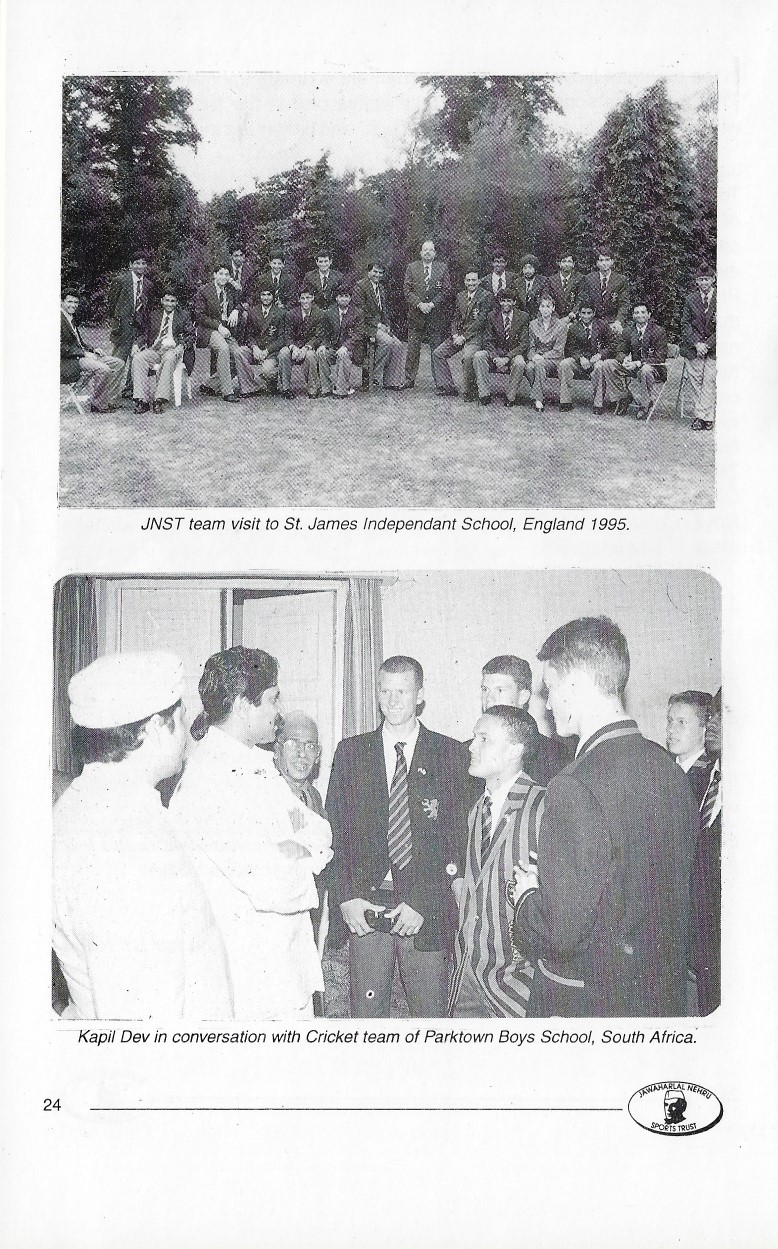 JNST team visit to St. James Independant School, England 1995.
Kapil Dev in conversation with Cricket team of Parktown Boys School, South Africa.
24
JAWAHARLAL NEHRU
SPORTS TRUST